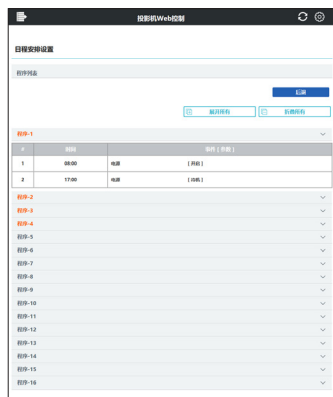 投影机Web控制
日程安排设置
程序列表
后退
展开所有 折叠所有
程序-1
# 时间 事件 [ 参数 ]
1 08:00 电源 [ 开启 ]
2 17:00 电源 [ 待机 ]
程序-2
程序-3
程序-4
程序-5
程序-6
程序-7
程序-8
程序-9
程序-10
程序-11
程序-12
程序-13
程序-14
程序-15
程序-16